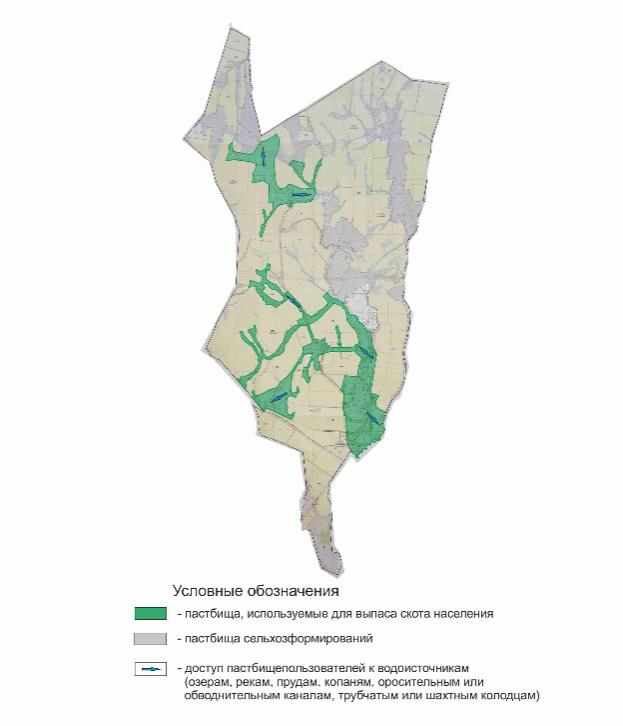 Условные обозначения
- пастбища, используемые для выпаса скота населения
- пастбища сельхозформирований
- доступ пастбищепользователей к водоисточникам
(озерам, рекам, прудам, копаням, оросительным или
обводнительным каналам, трубчатым или шахтным колодцам)